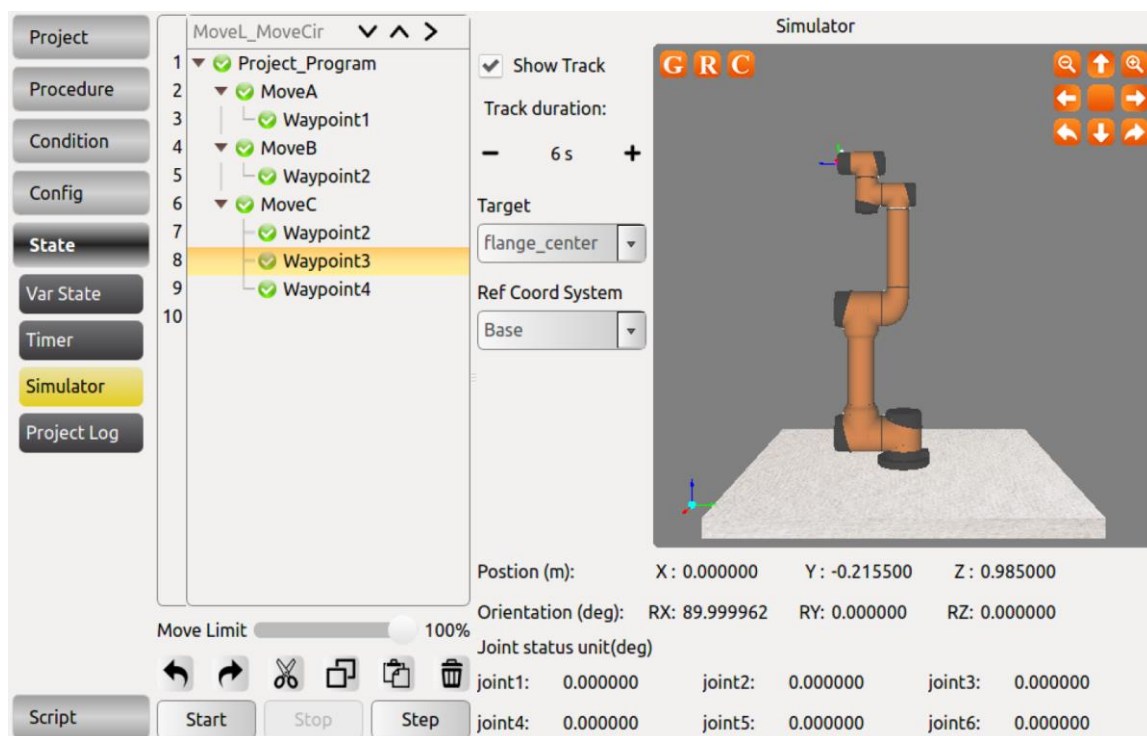 Project
Procedure
Condition
Config
State
Var State
Timer
Simulator
Project Log
Script
MoveL_MoveCir
1 Project_Program
2 MoveA
3 Waypoint1
4 MoveB
5 Waypoint2
6 MoveC
7 Waypoint2
8 Waypoint3
9 Waypoint4
10
Move Limit 100%
Start Stop Step
Show Track
Track duration:
− 6 s +
Target
flange_center
Ref Coord System
Base
Simulator
G R C
Postion (m): X : 0.000000 Y : -0.215500 Z : 0.985000
Orientation (deg): RX: 89.999962 RY: 0.000000 RZ: 0.000000
Joint status unit(deg)
joint1: 0.000000 joint2: 0.000000 joint3: 0.000000
joint4: 0.000000 joint5: 0.000000 joint6: 0.000000